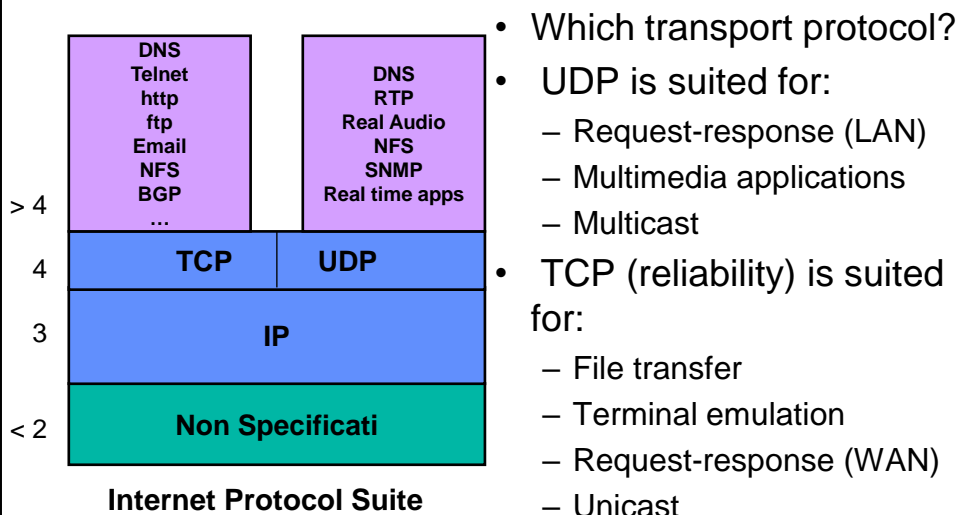 DNS
Telnet
http
ftp
Email
NFS
BGP
…
DNS
RTP
Real Audio
NFS
SNMP
Real time apps
> 4
4
TCP
UDP
3
IP
< 2
Non Specificati
Internet Protocol Suite
• Which transport protocol?
• UDP is suited for:
– Request-response (LAN)
– Multimedia applications
– Multicast
• TCP (reliability) is suited
for:
– File transfer
– Terminal emulation
– Request-response (WAN)
– Unicast